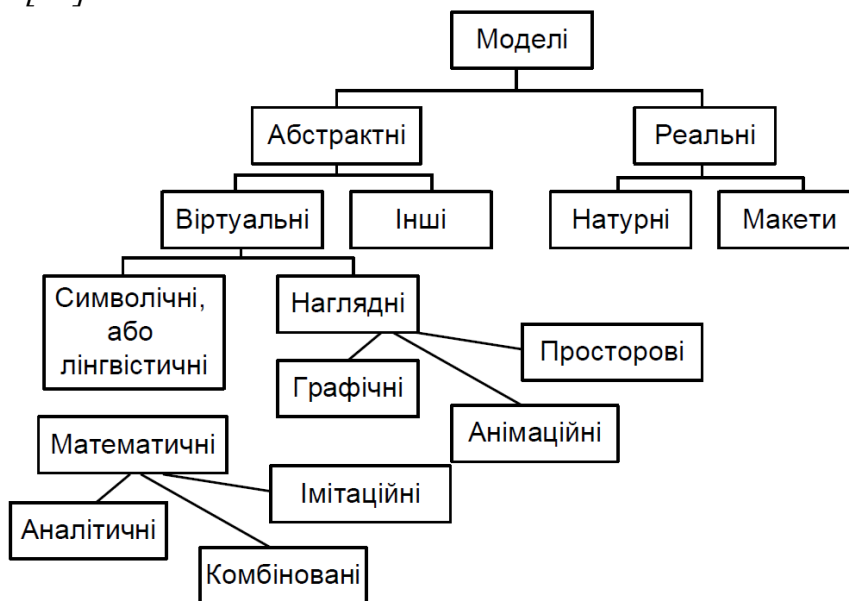 Моделі
Абстрактні
Реальні
Віртуальні
Інші
Натурні
Макети
Символічні,
або
лінгвістичні
Наглядні
Просторові
Графічні
Анімаційні
Математичні
Імітаційні
Аналітичні
Комбіновані